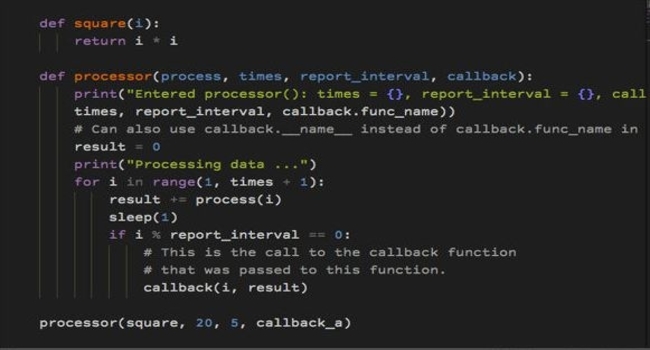 def square(i):
    return i * i
def processor(process, times, report_interval, callback):
    print("Entered processor(): times = {}, report_interval = {}, call
    times, report_interval, callback.func_name))
    # Can also use callback.__name__ instead of callback.func_name in
    result = 0
    print("Processing data ...")
    for i in range(1, times + 1):
        result += process(i)
        sleep(1)
        if i % report_interval == 0:
            # This is the call to the callback function
            # that was passed to this function.
            callback(i, result)
processor(square, 20, 5, callback_a)